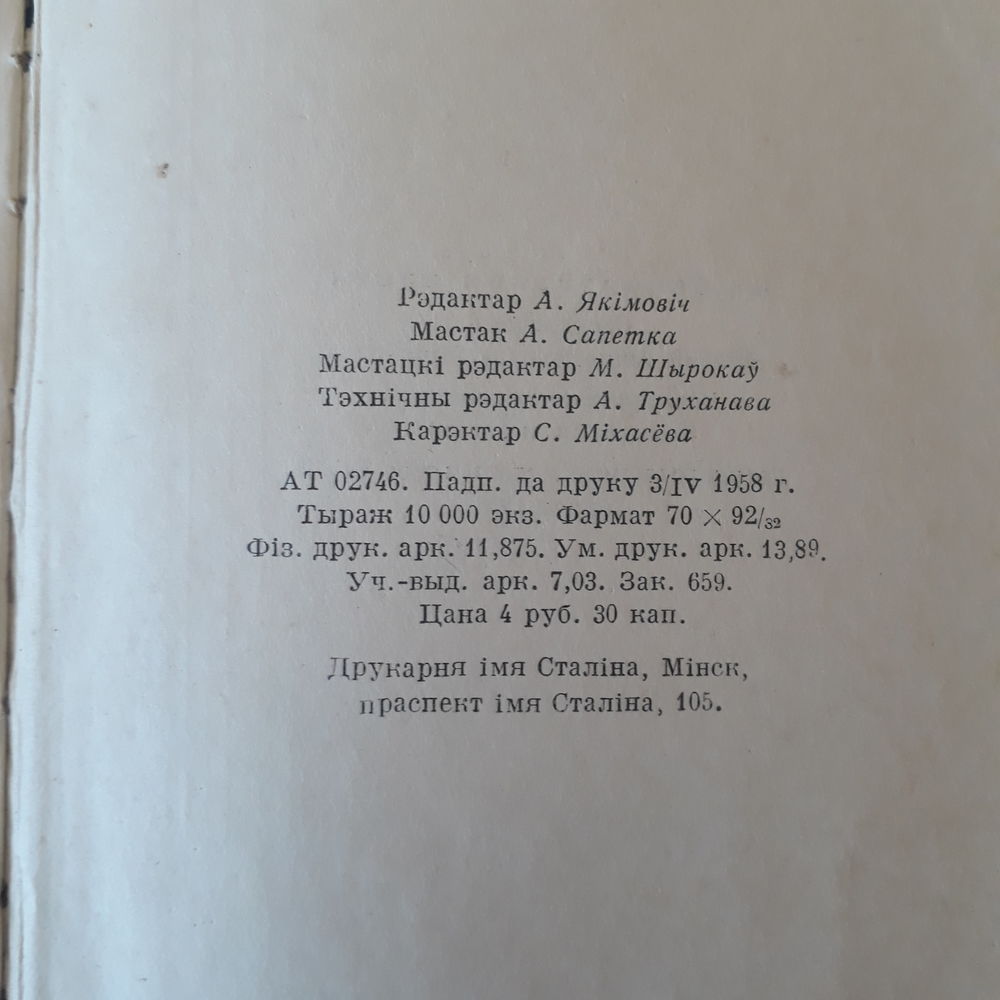 Рэдактар А. Якімовіч
Мастак А. Сапетка
Мастацкі рэдактар М. Шырокаў
Тэхнічны рэдактар А. Труханава
Карэктар С. Міхасёва
АТ 02746. Падп. да друку 3/IV 1958 г.
Тыраж 10 000 экз. Фармат 70 × 92/32
Фіз. друк. арк. 11,875. Ум. друк. арк. 13,89.
Уч.-выд. арк. 7,03. Зак. 659.
Цана 4 руб. 30 кап.
Друкарня імя Сталіна, Мінск,
праспект імя Сталіна, 105.